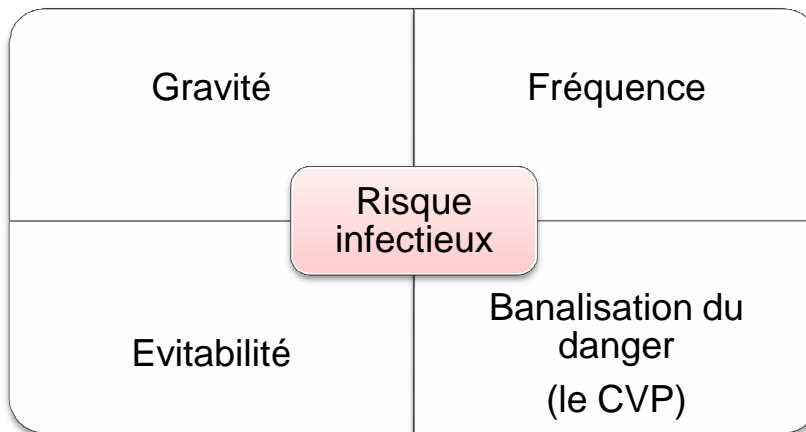 Gravité
Fréquence
Risque
infectieux
Evitabilité
Banalisation du
danger
(le CVP)